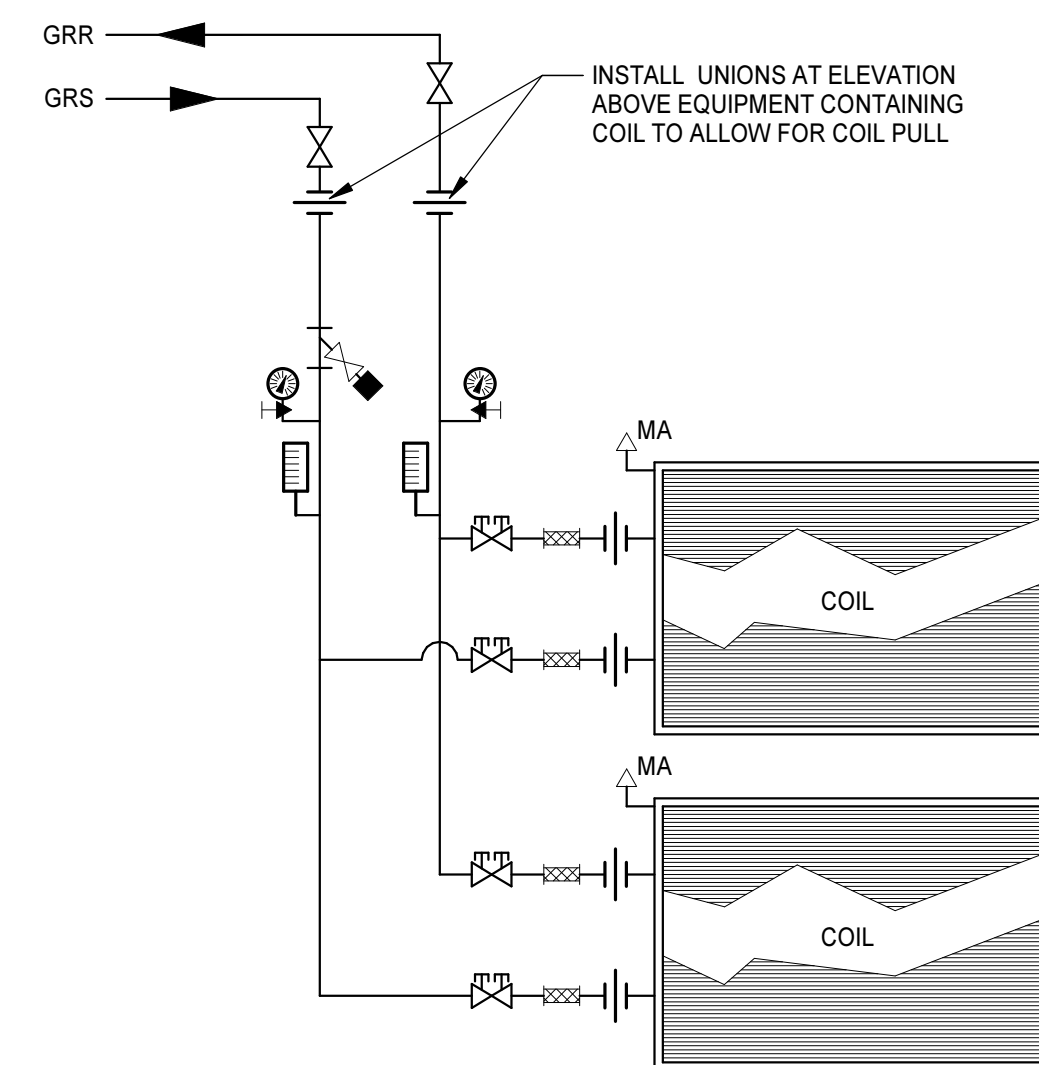 GRR
GRS
INSTALL UNIONS AT ELEVATION
ABOVE EQUIPMENT CONTAINING
COIL TO ALLOW FOR COIL PULL
MA
COIL
MA
COIL